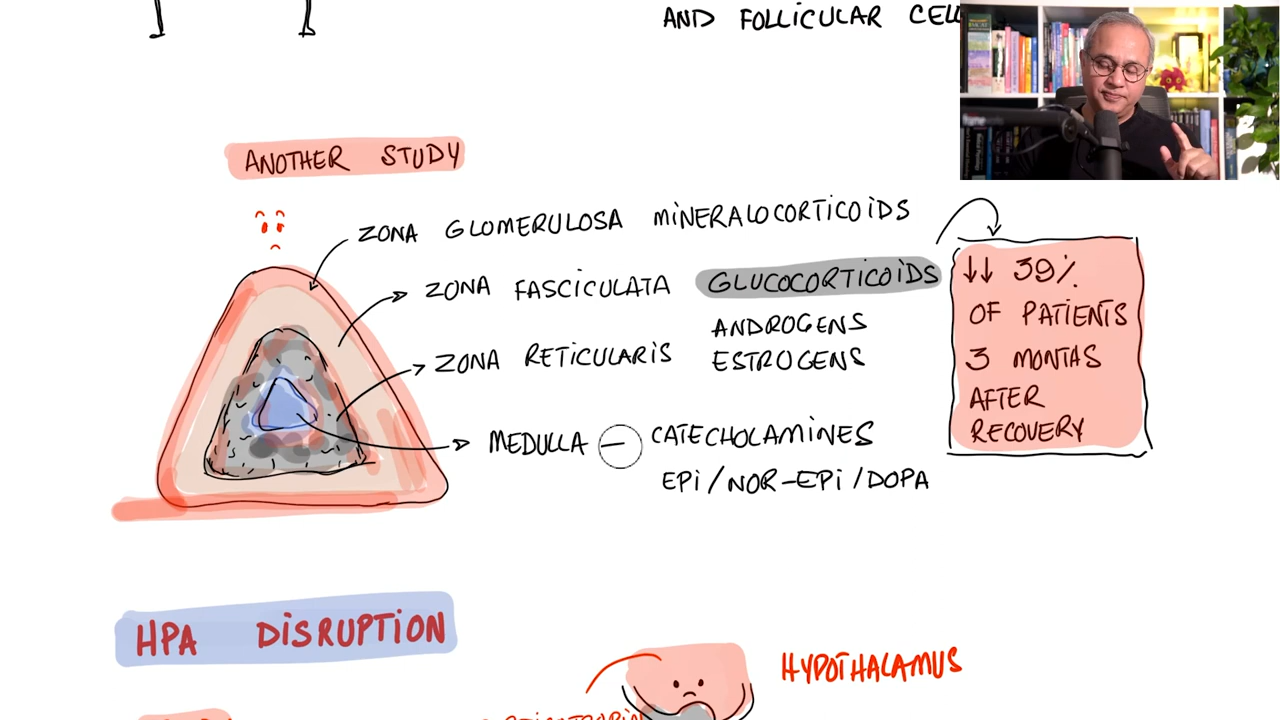 AND FOLLICULAR CELL
ANOTHER STUDY
ZONA GLOMERULOSA MINERALOCORTICOIDS
ZONA FASCICULATA GLUCOCORTICOIDS
ANDROGENS
ZONA RETICULARIS ESTROGENS
MEDULLA — CATECHOLAMINES
EPI/NOR-EPI/DOPA
↓↓ 39%
OF PATIENTS
3 MONTAS
AFTER
RECOVERY
HPA DISRUPTION
HYPOTHALAMUS